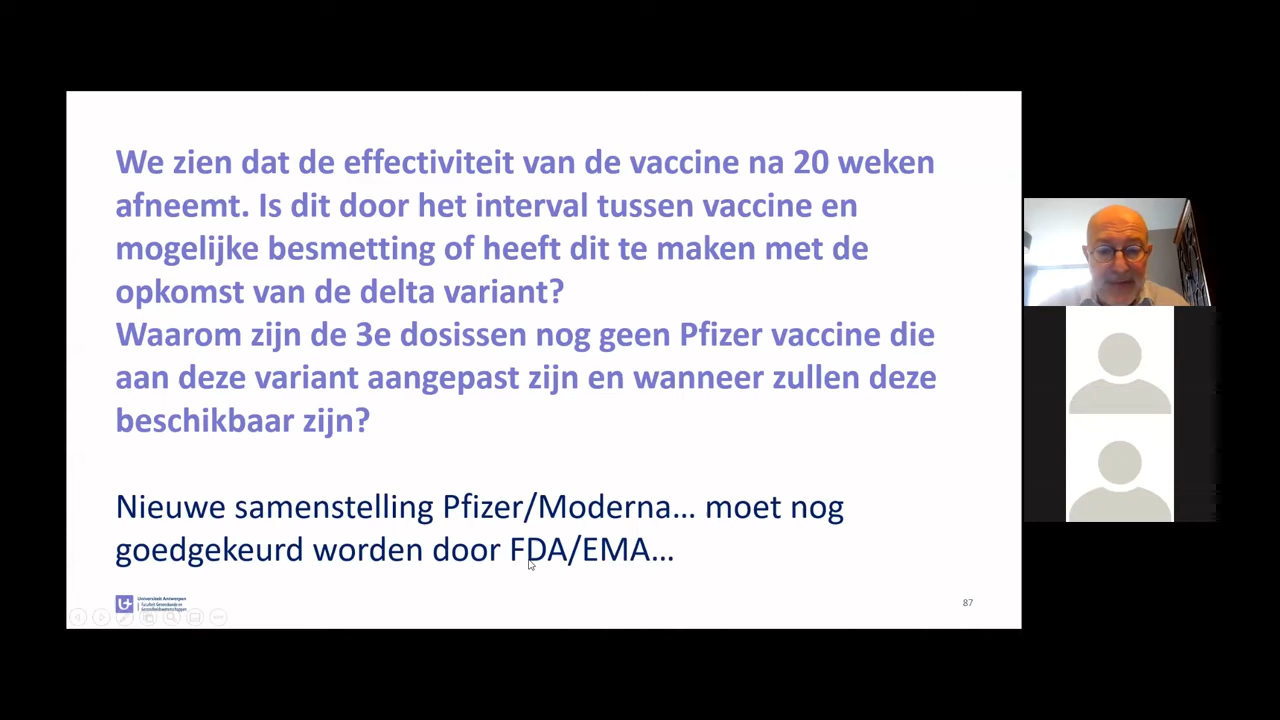 We zien dat de effectiviteit van de vaccine na 20 weken
afneemt. Is dit door het interval tussen vaccine en
mogelijke besmetting of heeft dit te maken met de
opkomst van de delta variant?
Waarom zijn de 3e dosissen nog geen Pfizer vaccine die
aan deze variant aangepast zijn en wanneer zullen deze
beschikbaar zijn?
Nieuwe samenstelling Pfizer/Moderna... moet nog
goedgekeurd worden door FDA/EMA...
Universiteit Antwerpen
87